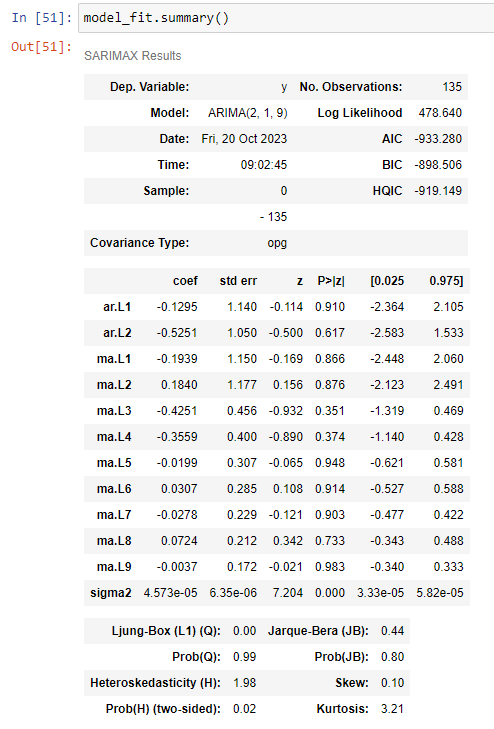 In [51]: model_fit.summary()
Out[51]: SARIMAX Results
Dep. Variable: y No. Observations: 135
Model: ARIMA(2, 1, 9) Log Likelihood 478.640
Date: Fri, 20 Oct 2023 AIC -933.280
Time: 09:02:45 BIC -898.506
Sample: 0 HQIC -919.149
- 135
Covariance Type: opg
coef std err z P>|z| [0.025 0.975]
ar.L1 -0.1295 1.140 -0.114 0.910 -2.364 2.105
ar.L2 -0.5251 1.050 -0.500 0.617 -2.583 1.533
ma.L1 -0.1939 1.150 -0.169 0.866 -2.448 2.060
ma.L2 0.1840 1.177 0.156 0.876 -2.123 2.491
ma.L3 -0.4251 0.456 -0.932 0.351 -1.319 0.469
ma.L4 -0.3559 0.400 -0.890 0.374 -1.140 0.428
ma.L5 -0.0199 0.307 -0.065 0.948 -0.621 0.581
ma.L6 0.0307 0.285 0.108 0.914 -0.527 0.588
ma.L7 -0.0278 0.229 -0.121 0.903 -0.477 0.422
ma.L8 0.0724 0.212 0.342 0.733 -0.343 0.488
ma.L9 -0.0037 0.172 -0.021 0.983 -0.340 0.333
sigma2 4.573e-05 6.35e-06 7.204 0.000 3.33e-05 5.82e-05
Ljung-Box (L1) (Q): 0.00 Jarque-Bera (JB): 0.44
Prob(Q): 0.99 Prob(JB): 0.80
Heteroskedasticity (H): 1.98 Skew: 0.10
Prob(H) (two-sided): 0.02 Kurtosis: 3.21